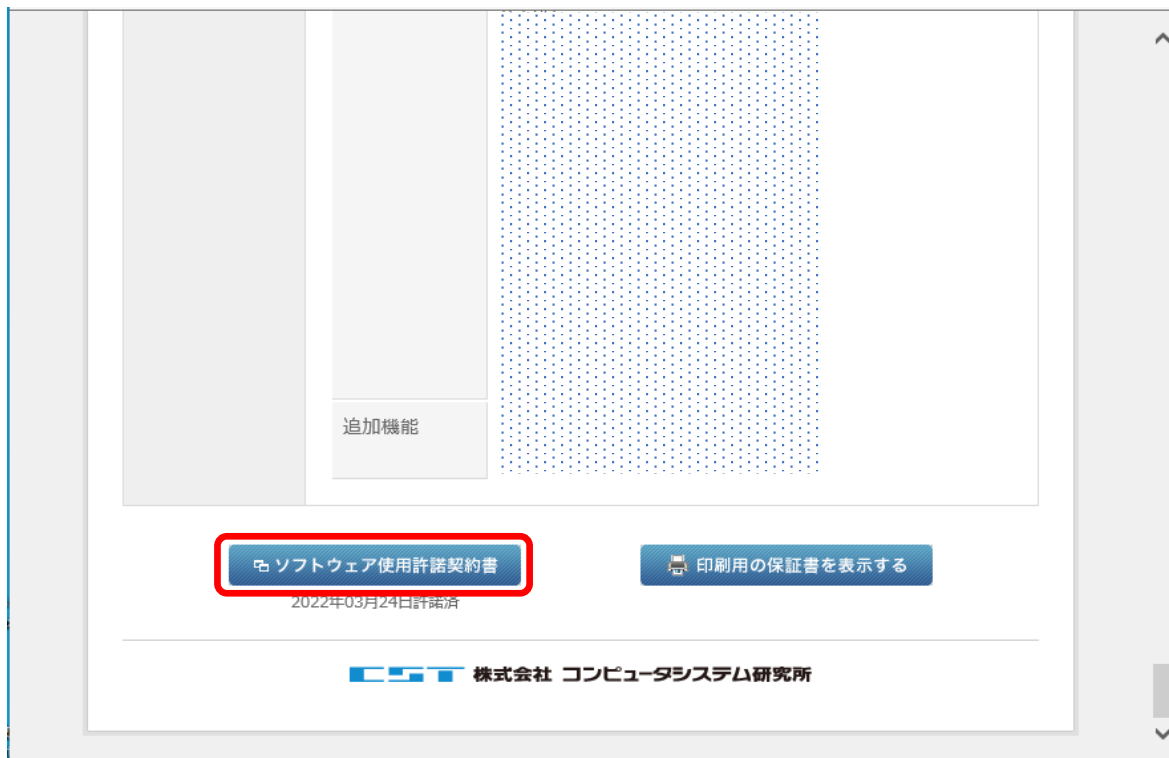 追加機能
ソフトウェア使用許諾契約書
印刷用の保証書を表示する
2022年03月24日許諾済
CST 株式会社 コンピュータシステム研究所